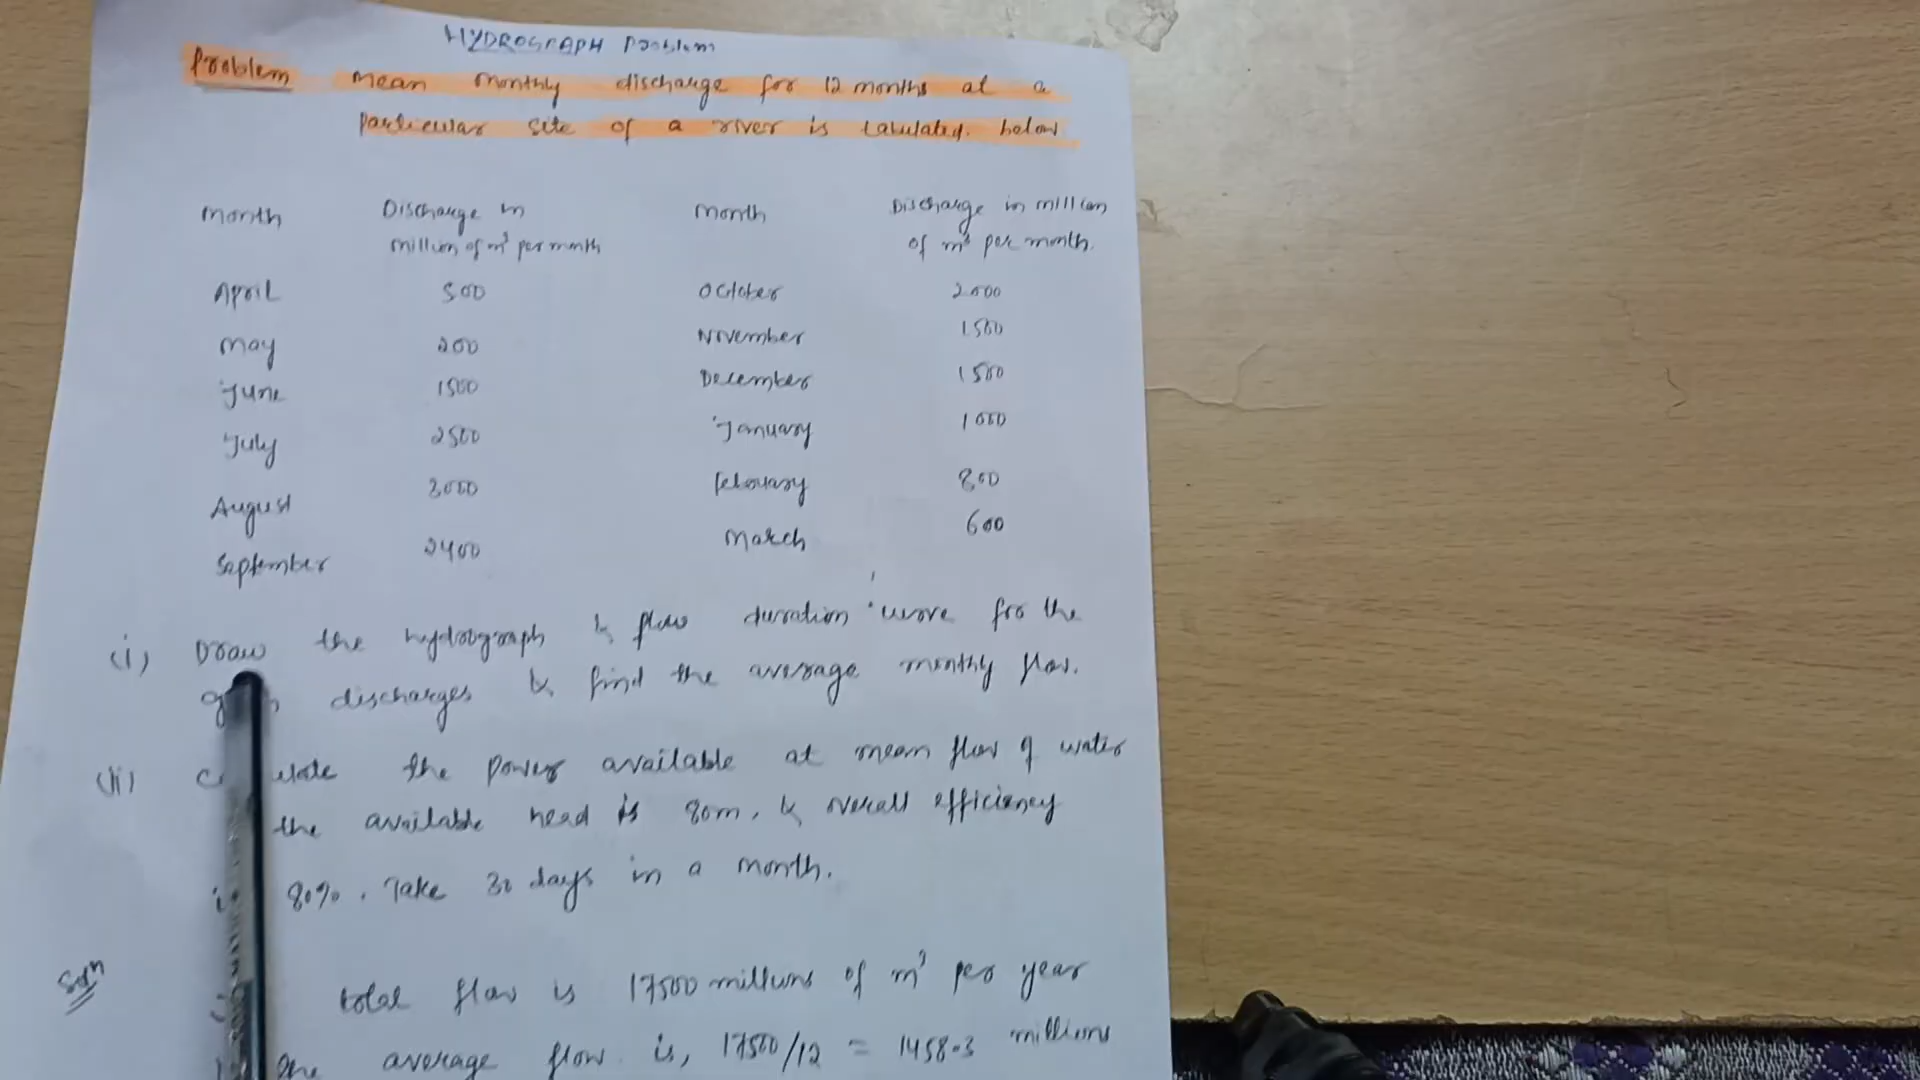 HYDROGRAPH Problem
Problem Mean monthly discharge for 12 months at a
particular site of a river is tabulated. below
Month Discharge in million of m³ per month Month Discharge in million of m³ per month.
April 500 October 2000
May 200 November 1500
June 1500 December 1500
July 2500 January 1000
August 3000 February 800
September 2400 March 600
(i) Draw the hydrograph & flow duration curve for the
discharges & find the average monthly flow.
(ii) the power available at mean flow of water
the available head is 80m, & overall efficiency
80%. Take 30 days in a month.
Soln
total flow is 17500 millions of m³ per year
The average flow is, 17500/12 = 1458.3 millions